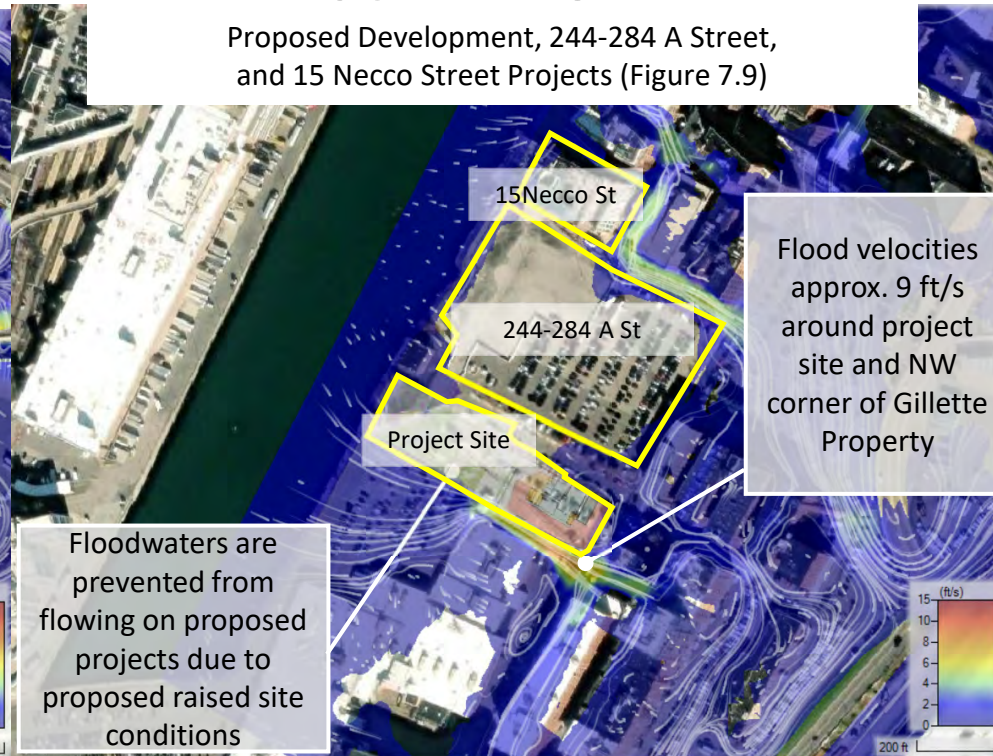 Proposed Development, 244-284 A Street,
and 15 Necco Street Projects (Figure 7.9)
15Necco St
244-284 A St
Project Site
Flood velocities
approx. 9 ft/s
around project
site and NW
corner of Gillette
Property
Floodwaters are
prevented from
flowing on proposed
projects due to
proposed raised site
conditions
(ft/s)
15
10
8
6
4
2
0
200 ft